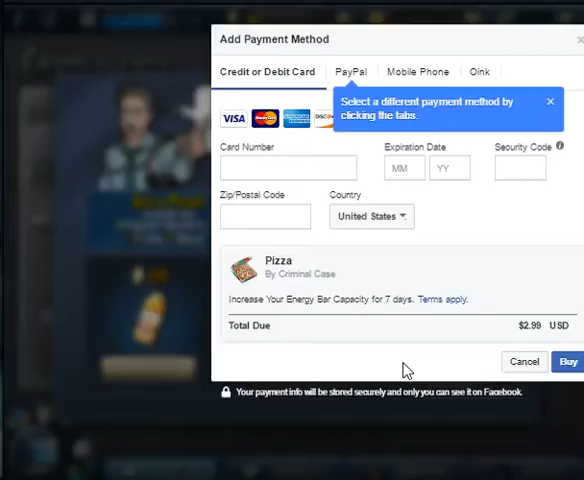 Add Payment Method
Credit or Debit Card PayPal Mobile Phone Oink
Select a different payment method by
clicking the tabs.
VISA
Card Number Expiration Date Security Code
MM YY
Zip/Postal Code Country
United States
Pizza
By Criminal Case
Increase Your Energy Bar Capacity for 7 days. Terms apply.
Total Due $2.99 USD
Cancel Buy
Your payment info will be stored securely and only you can see it on Facebook.